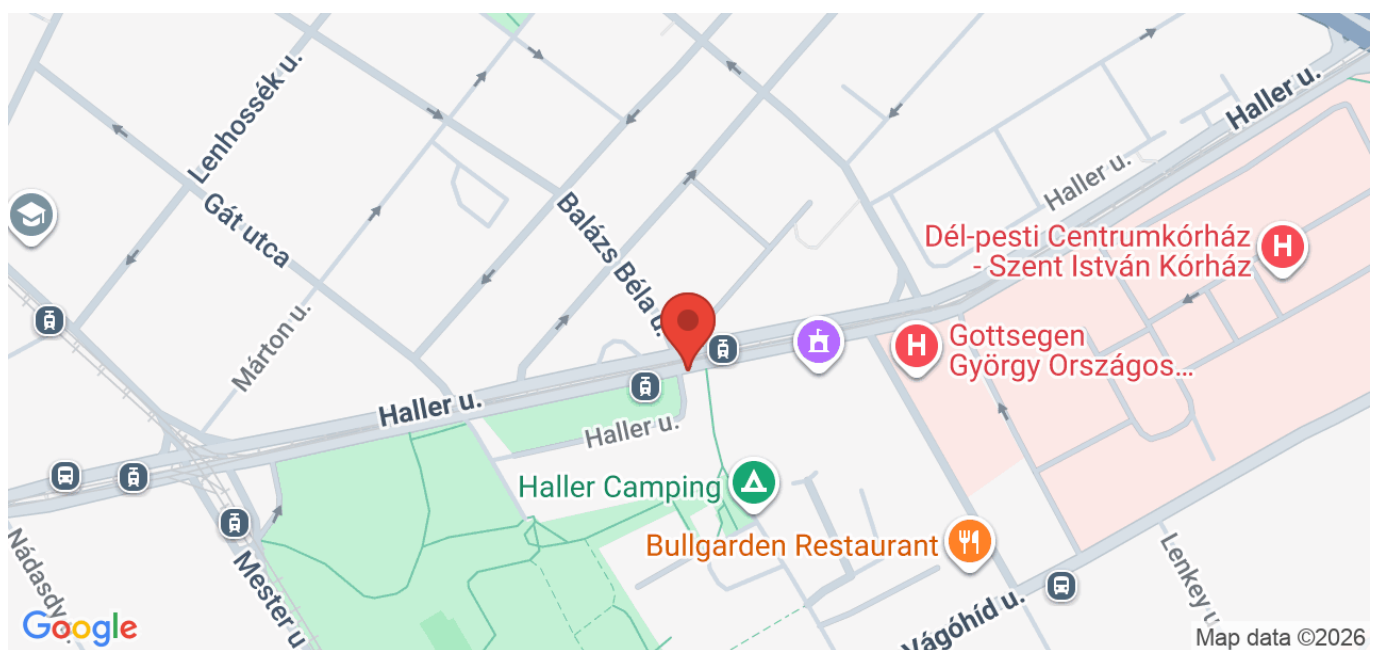 Lenhossék u.
Haller u.
Haller u.
Gát utca
Balázs Béla u.
Dél-pesti Centrumkórház
- Szent István Kórház
Márton u.
Gottsegen
György Országos...
Haller u.
Haller u.
Haller Camping
Bullgarden Restaurant
Nádasdy
Mester u
Lenkey u.
Vágóhíd u.
Google
Map data ©2026